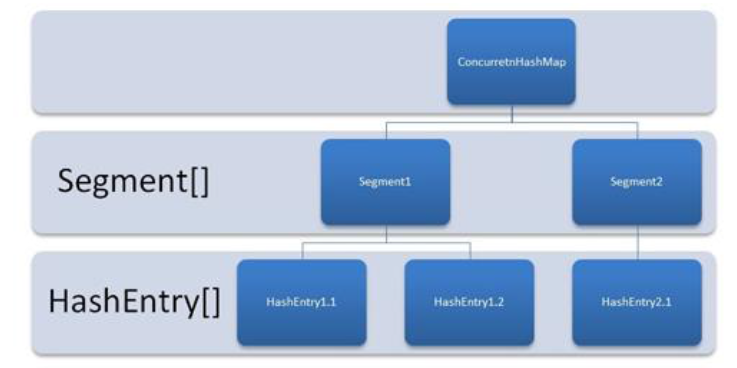 ConcurretnHashMap
Segment[]
Segment1
Segment2
HashEntry[]
HashEntry1.1
HashEntry1.2
HashEntry2.1